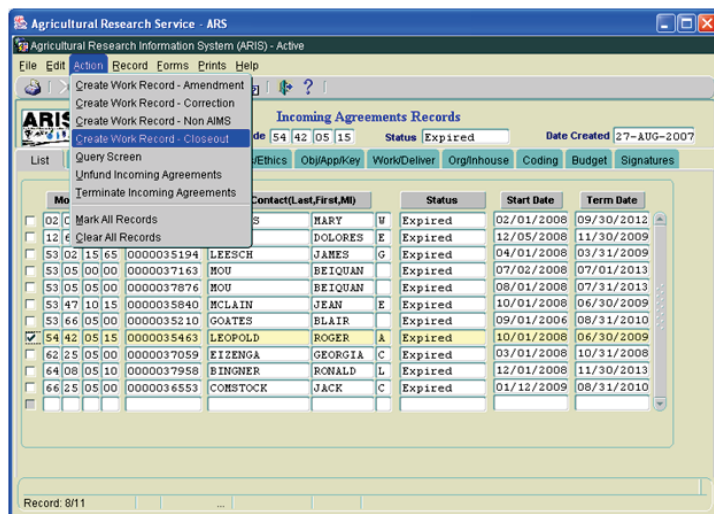 Agricultural Research Service - ARS
Agricultural Research Information System (ARIS) - Active
File Edit Action Record Forms Prints Help
Create Work Record - Amendment
Create Work Record - Correction
Create Work Record - Non AIMS
Create Work Record - Closeout
Query Screen
Unfund Incoming Agreements
Terminate Incoming Agreements
Mark All Records
Clear All Records
ARIS
Incoming Agreements Records
de 54 42 05 15 Status Expired Date Created 27-AUG-2007
List /Ethics Obj/App/Key Work/Deliver Org/Inhouse Coding Budget Signatures
Mo Contact(Last,First,MI) Status Start Date Term Date
02 S MARY W Expired 02/01/2008 09/30/2012
12 6 DOLORES E Expired 12/05/2008 11/30/2009
53 02 15 65 0000035194 LEESCH JAMES G Expired 04/01/2008 03/31/2009
53 05 00 00 0000037163 MOU BEIQUAN Expired 07/02/2008 07/01/2013
53 05 05 00 0000037876 MOU BEIQUAN Expired 08/01/2008 07/31/2013
53 47 10 15 0000035840 MCLAIN JEAN E Expired 10/01/2008 06/30/2009
53 66 05 00 0000035210 GOATES BLAIR Expired 09/01/2006 08/31/2010
54 42 05 15 0000035463 LEOPOLD ROGER A Expired 10/01/2008 06/30/2009
62 25 05 00 0000037059 EIZENGA GEORGIA C Expired 03/01/2008 10/31/2008
64 08 05 10 0000037958 BINGNER RONALD L Expired 12/01/2008 11/30/2013
66 25 05 00 0000036553 COMSTOCK JACK C Expired 01/12/2009 08/31/2010
Record: 8/11 ...